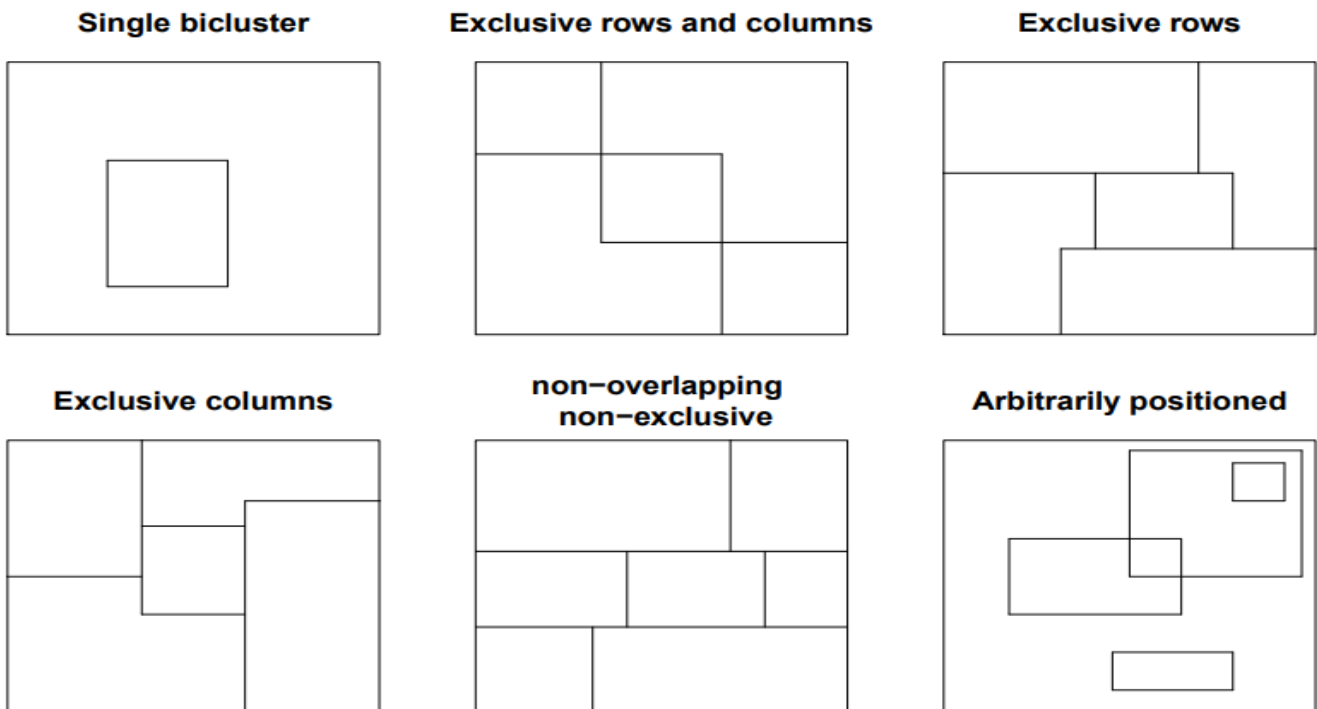 Single bicluster
Exclusive rows and columns
Exclusive rows
Exclusive columns
non−overlapping
non−exclusive
Arbitrarily positioned